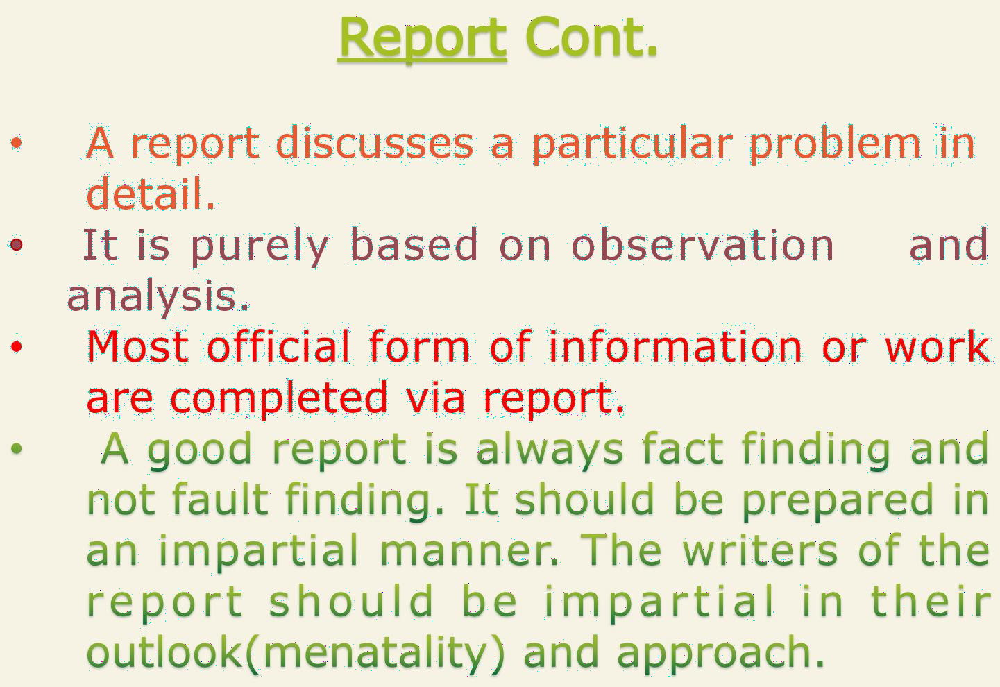 Report Cont.
• A report discusses a particular problem in
detail.
• It is purely based on observation and
analysis.
• Most official form of information or work
are completed via report.
• A good report is always fact finding and
not fault finding. It should be prepared in
an impartial manner. The writers of the
report should be impartial in their
outlook(menatality) and approach.